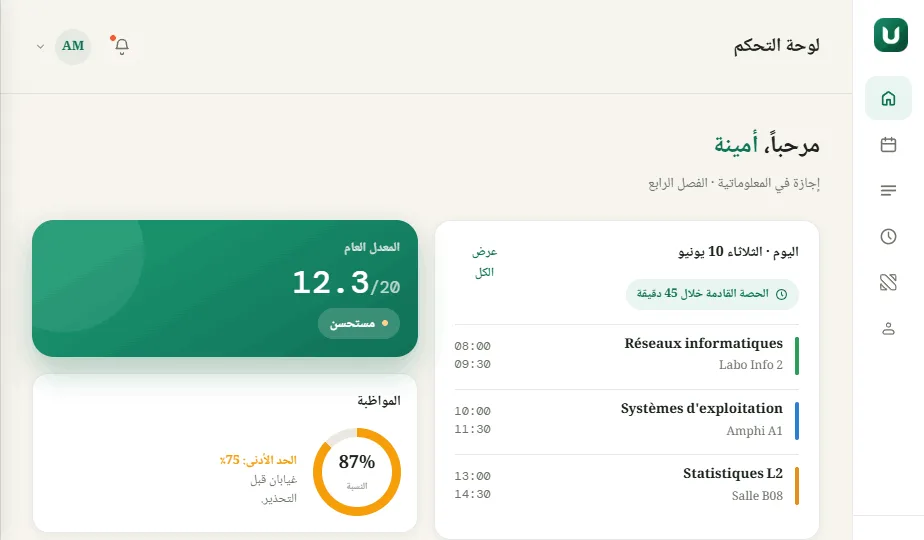 U
لوحة التحكم
AM
مرحباً، أمينة
إجازة في المعلوماتية · الفصل الرابع
اليوم · الثلاثاء 10 يونيو
عرض
الكل
الحصة القادمة خلال 45 دقيقة
Réseaux informatiques
Labo Info 2
08:00
09:30
Systèmes d'exploitation
Amphi A1
10:00
11:30
Statistiques L2
Salle B08
13:00
14:30
المعدل العام
12.3/20
مستحسن
المواظبة
87%
النسبة
الحد الأدنى: 75٪
غيابان قبل
التحذير.